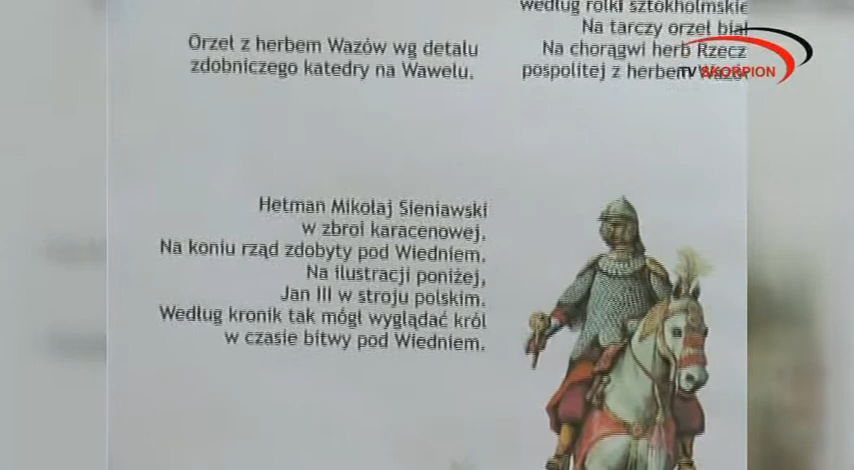 Orzeł z herbem Wazów wg detalu
zdobniczego katedry na Wawelu.
według rolki sztokholmskie
Na tarczy orzeł biał
Na chorągwi herb Rzecz
pospolitej z herbem Wazów
TV SKORPION
Hetman Mikołaj Sieniawski
w zbroi karacenowej.
Na koniu rząd zdobyty pod Wiedniem.
Na ilustracji poniżej,
Jan III w stroju polskim.
Według kronik tak mógł wyglądać król
w czasie bitwy pod Wiedniem.